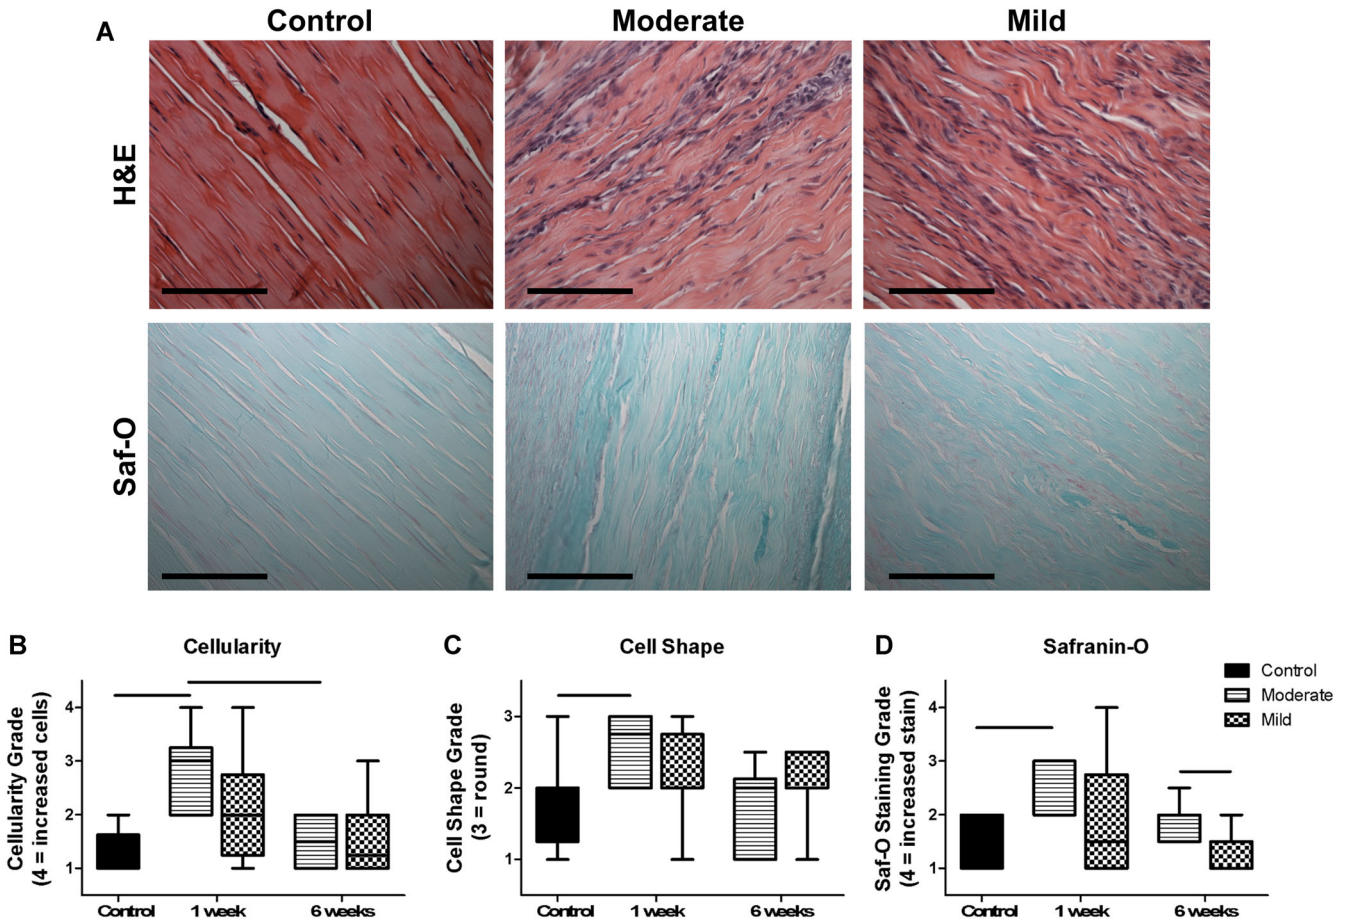 A
Control Moderate Mild
H&E
Saf-O
B
Cellularity
Cellularity Grade
(4 = increased cells)
4
3
2
1
Control 1 week 6 weeks
C
Cell Shape
Cell Shape Grade
(3 = round)
3
2
1
Control 1 week 6 weeks
D
Safranin-O
Saf-O Staining Grade
(4 = increased stain)
4
3
2
1
Control 1 week 6 weeks
Control
Moderate
Mild